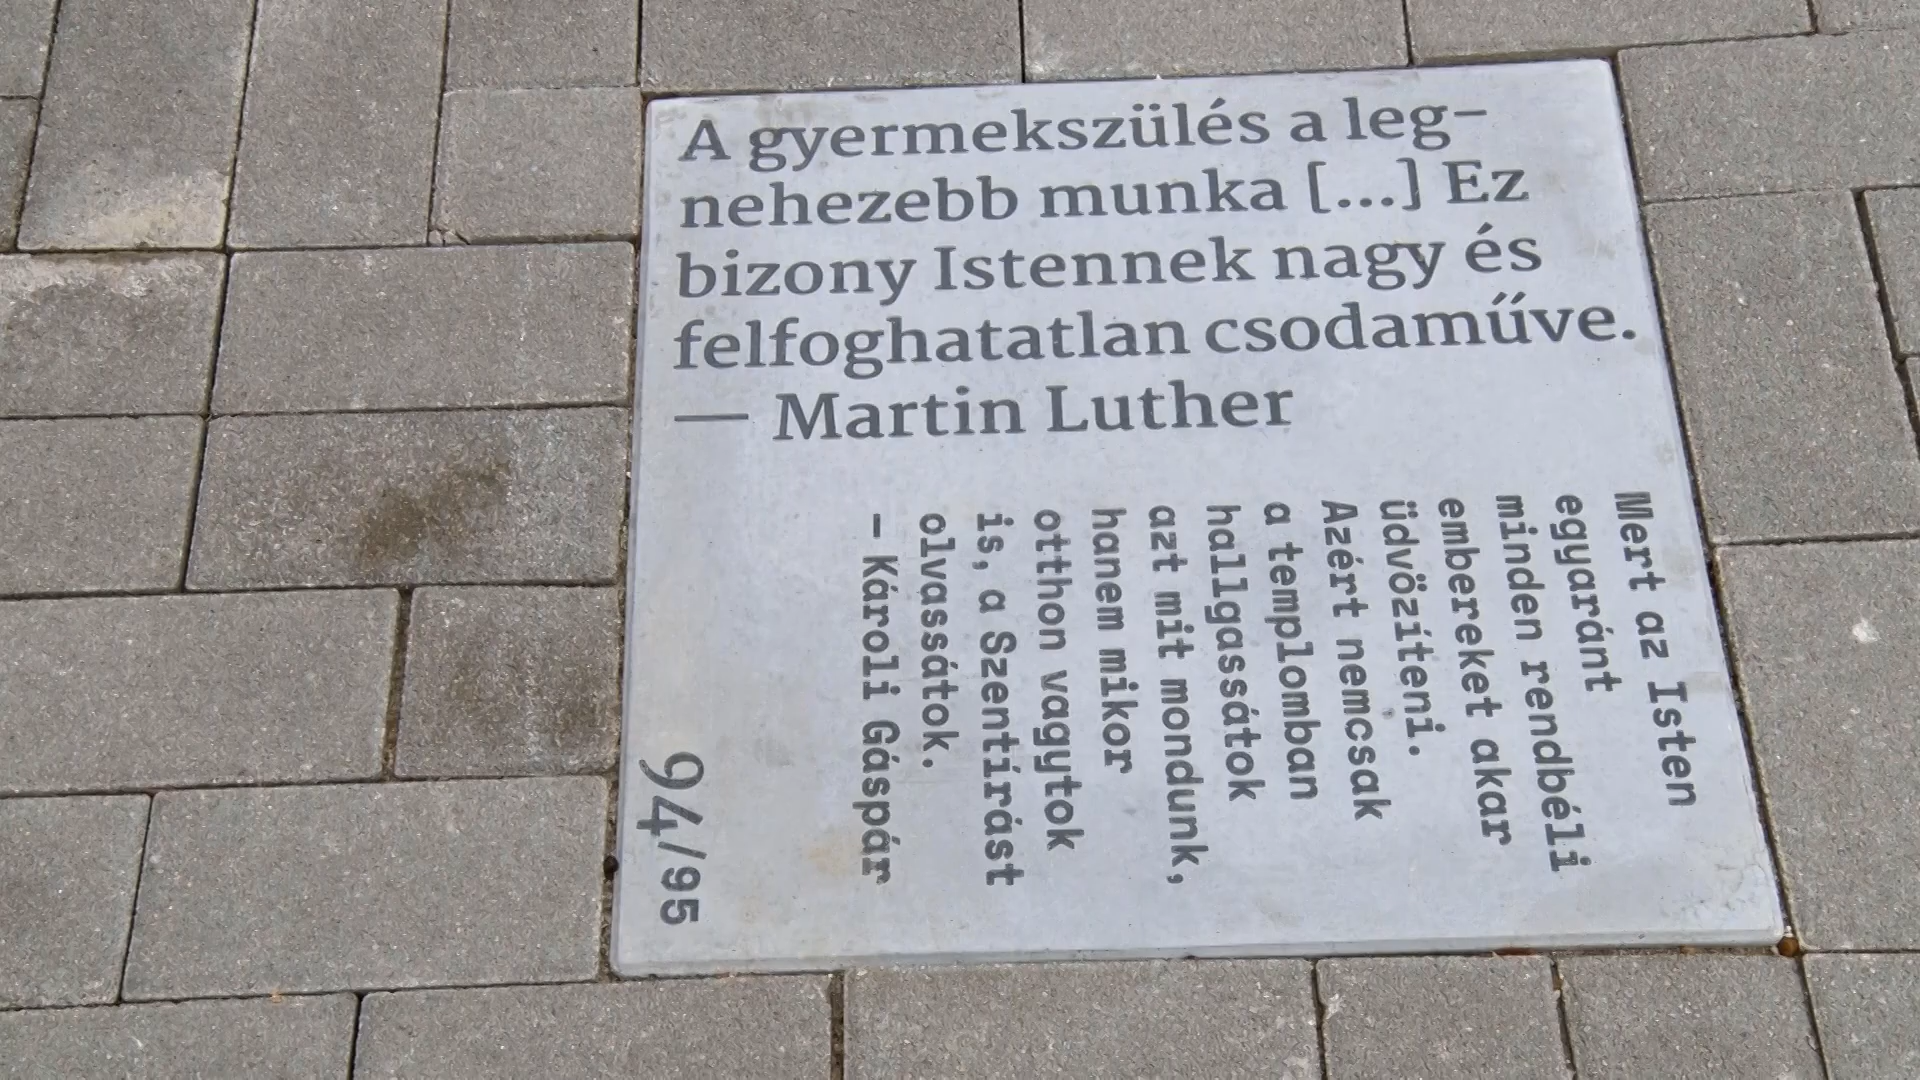 A gyermekszülés a leg-
nehezebb munka [...] Ez
bizony Istennek nagy és
felfoghatatlan csodaműve.
— Martin Luther
Mert az Isten
egyaránt
minden rendbéli
embereket akar
üdvözíteni.
Azért nemcsak
a templomban
hallgassátok
azt mit mondunk,
hanem mikor
otthon vagytok
is, a Szentírást
olvassátok.
– Károli Gáspár
94/95